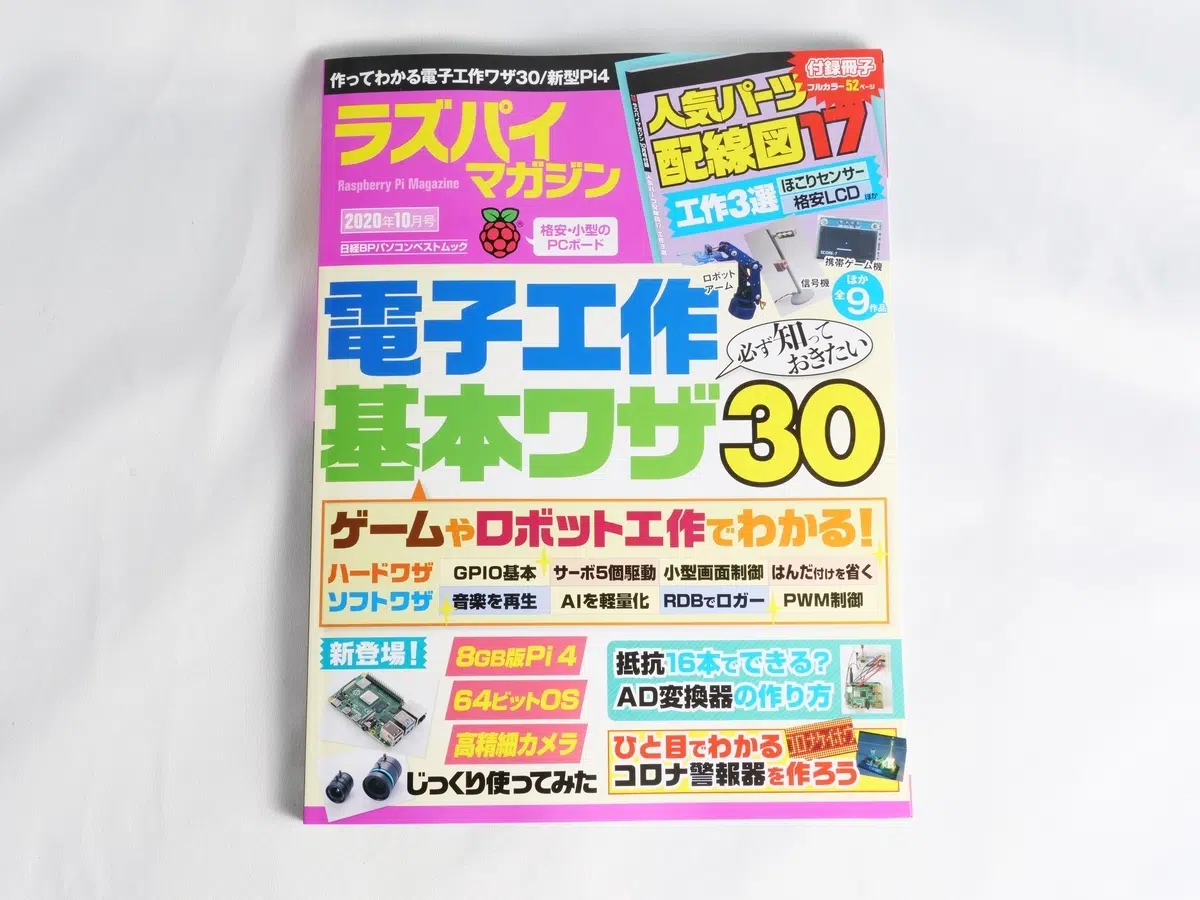 作ってわかる電子工作ワザ30/新型Pi4
ラズパイ
マガジン
Raspberry Pi Magazine
2020年10月号
日経BPパソコンベストムック
格安・小型の
PCボード
付録冊子
フルカラー52ページ
人気パーツ
配線図17
工作3選
ほこりセンサー
格安LCD ほか
ロボット
アーム
信号機
携帯ゲーム機
ほか
全9作品
電子工作
必ず知って
おきたい
基本ワザ30
ゲームやロボット工作でわかる!
ハードワザ GPIO基本 サーボ5個駆動 小型画面制御 はんだ付けを省く
ソフトワザ 音楽を再生 AIを軽量化 RDBでロガー PWM制御
新登場!
8GB版Pi 4
64ビットOS
高精細カメラ
じっくり使ってみた
抵抗16本でできる?
AD変換器の作り方
ひと目でわかる
コロナ警報器を作ろう